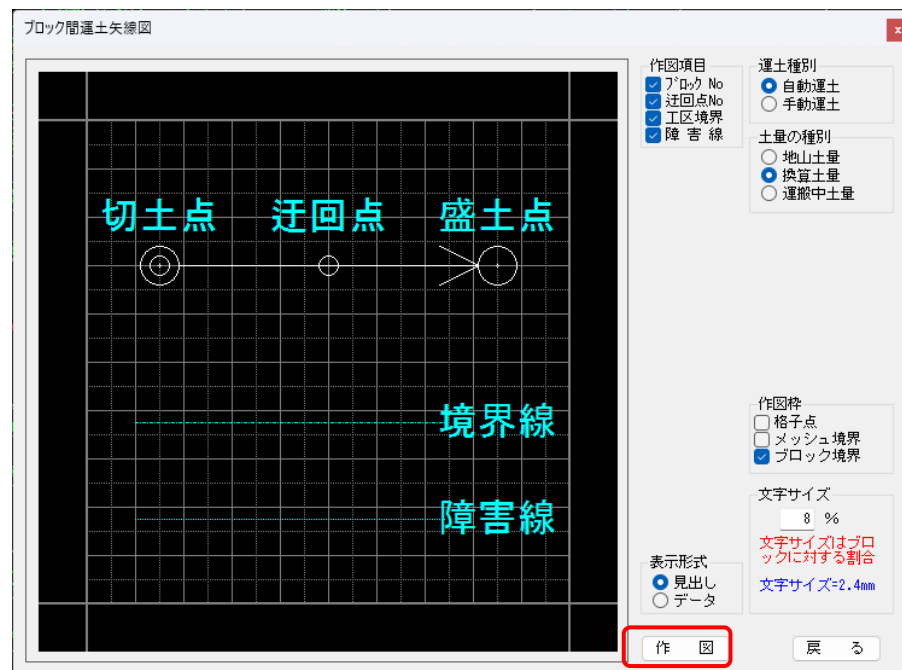 ブロック間運土矢線図
x
切土点 迂回点 盛土点
境界線
障害線
作図項目
ブロック No
迂回点No
工区境界
障 害 線
運土種別
自動運土
手動運土
土量の種別
地山土量
換算土量
運搬中土量
作図枠
格子点
メッシュ境界
ブロック境界
文字サイズ
8 %
文字サイズはブロ
ックに対する割合
文字サイズ=2.4mm
表示形式
見出し
データ
作 図
戻 る